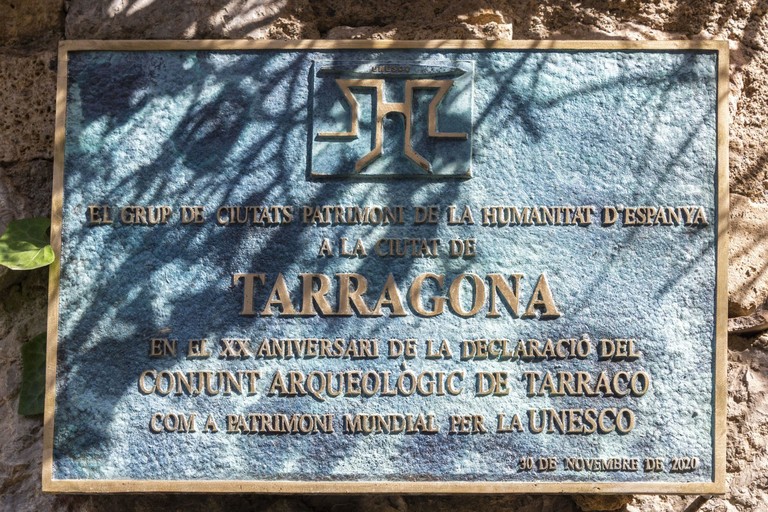 EL GRUP DE CIUTATS PATRIMONI DE LA HUMANITAT D'ESPANYA
A LA CIUTAT DE
TARRAGONA
EN EL XX ANIVERSARI DE LA DECLARACIÓ DEL
CONJUNT ARQUEOLÒGIC DE TARRACO
COM A PATRIMONI MUNDIAL PER LA UNESCO
30 DE NOVEMBRE DE 2020